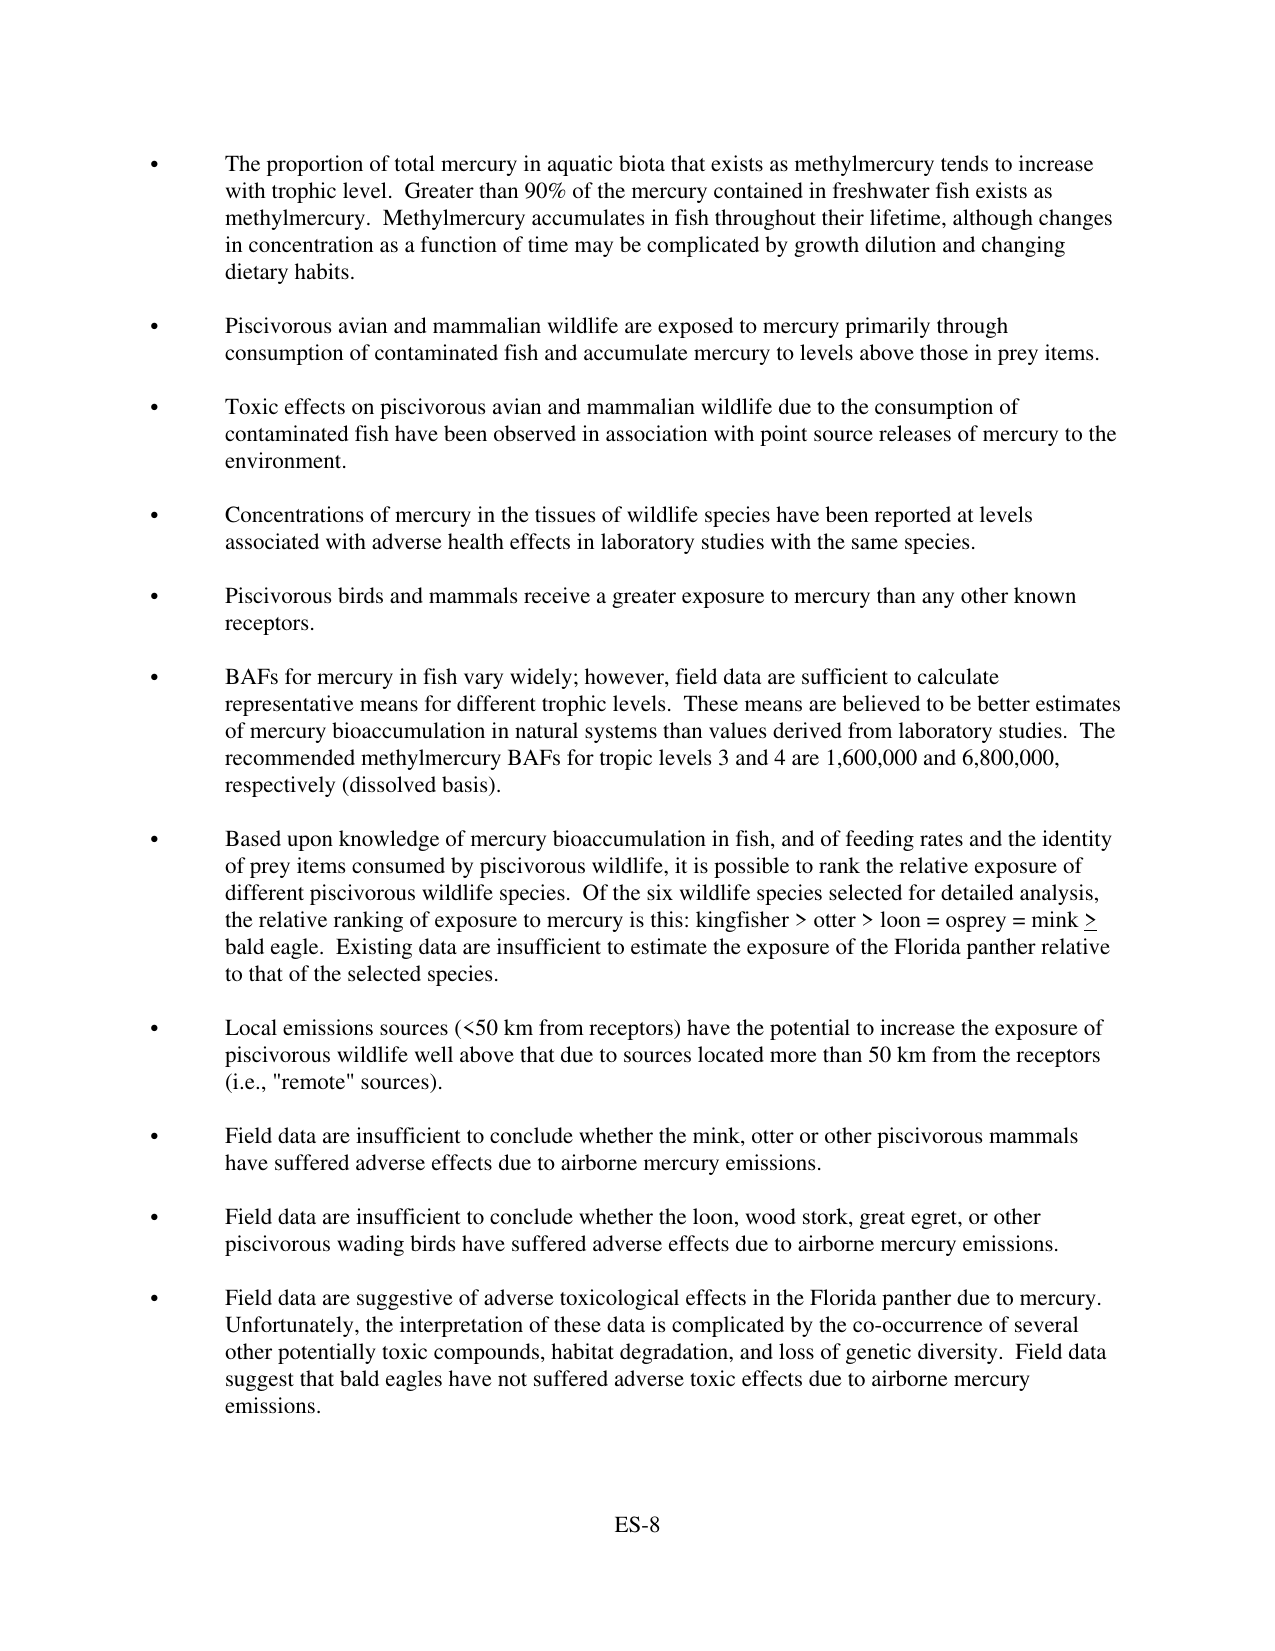 • The proportion of total mercury in aquatic biota that exists as methylmercury tends to increase
with trophic level.  Greater than 90% of the mercury contained in freshwater fish exists as
methylmercury.  Methylmercury accumulates in fish throughout their lifetime, although changes
in concentration as a function of time may be complicated by growth dilution and changing
dietary habits.
• Piscivorous avian and mammalian wildlife are exposed to mercury primarily through
consumption of contaminated fish and accumulate mercury to levels above those in prey items.
• Toxic effects on piscivorous avian and mammalian wildlife due to the consumption of
contaminated fish have been observed in association with point source releases of mercury to the
environment.
• Concentrations of mercury in the tissues of wildlife species have been reported at levels
associated with adverse health effects in laboratory studies with the same species.
• Piscivorous birds and mammals receive a greater exposure to mercury than any other known
receptors.
• BAFs for mercury in fish vary widely; however, field data are sufficient to calculate
representative means for different trophic levels.  These means are believed to be better estimates
of mercury bioaccumulation in natural systems than values derived from laboratory studies.  The
recommended methylmercury BAFs for tropic levels 3 and 4 are 1,600,000 and 6,800,000,
respectively (dissolved basis).
• Based upon knowledge of mercury bioaccumulation in fish, and of feeding rates and the identity
of prey items consumed by piscivorous wildlife, it is possible to rank the relative exposure of
different piscivorous wildlife species.  Of the six wildlife species selected for detailed analysis,
the relative ranking of exposure to mercury is this: kingfisher > otter > loon = osprey = mink ≥
bald eagle.  Existing data are insufficient to estimate the exposure of the Florida panther relative
to that of the selected species.
• Local emissions sources (<50 km from receptors) have the potential to increase the exposure of
piscivorous wildlife well above that due to sources located more than 50 km from the receptors
(i.e., "remote" sources).
• Field data are insufficient to conclude whether the mink, otter or other piscivorous mammals
have suffered adverse effects due to airborne mercury emissions.
• Field data are insufficient to conclude whether the loon, wood stork, great egret, or other
piscivorous wading birds have suffered adverse effects due to airborne mercury emissions.
• Field data are suggestive of adverse toxicological effects in the Florida panther due to mercury.
Unfortunately, the interpretation of these data is complicated by the co-occurrence of several
other potentially toxic compounds, habitat degradation, and loss of genetic diversity.  Field data
suggest that bald eagles have not suffered adverse toxic effects due to airborne mercury
emissions.
ES-8